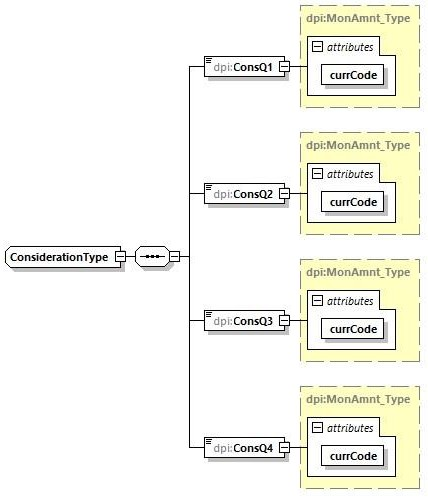 dpi:MonAmnt_Type
attributes
dpi:ConsQ1
currCode
dpi:MonAmnt_Type
attributes
dpi:ConsQ2
currCode
ConsiderationType
dpi:MonAmnt_Type
attributes
dpi:ConsQ3
currCode
dpi:MonAmnt_Type
attributes
dpi:ConsQ4
currCode